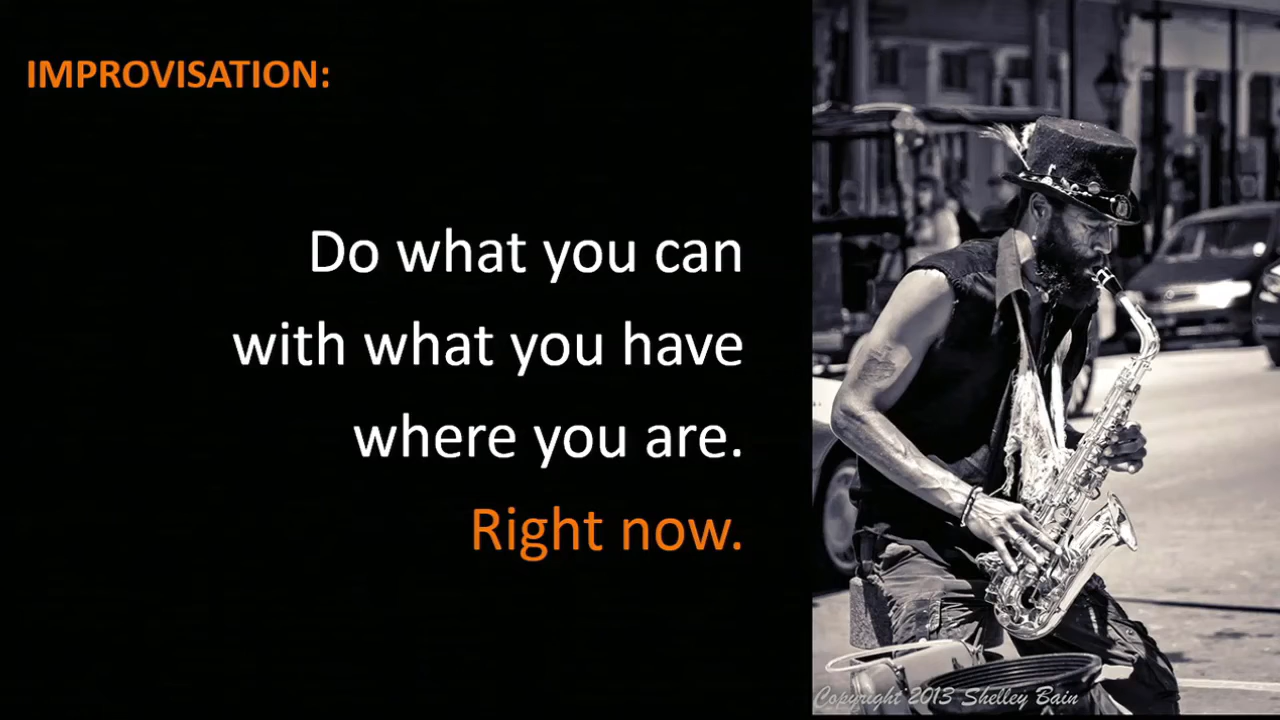 IMPROVISATION:
Do what you can
with what you have
where you are.
Right now.
Copyright 2013 Shelley Bain